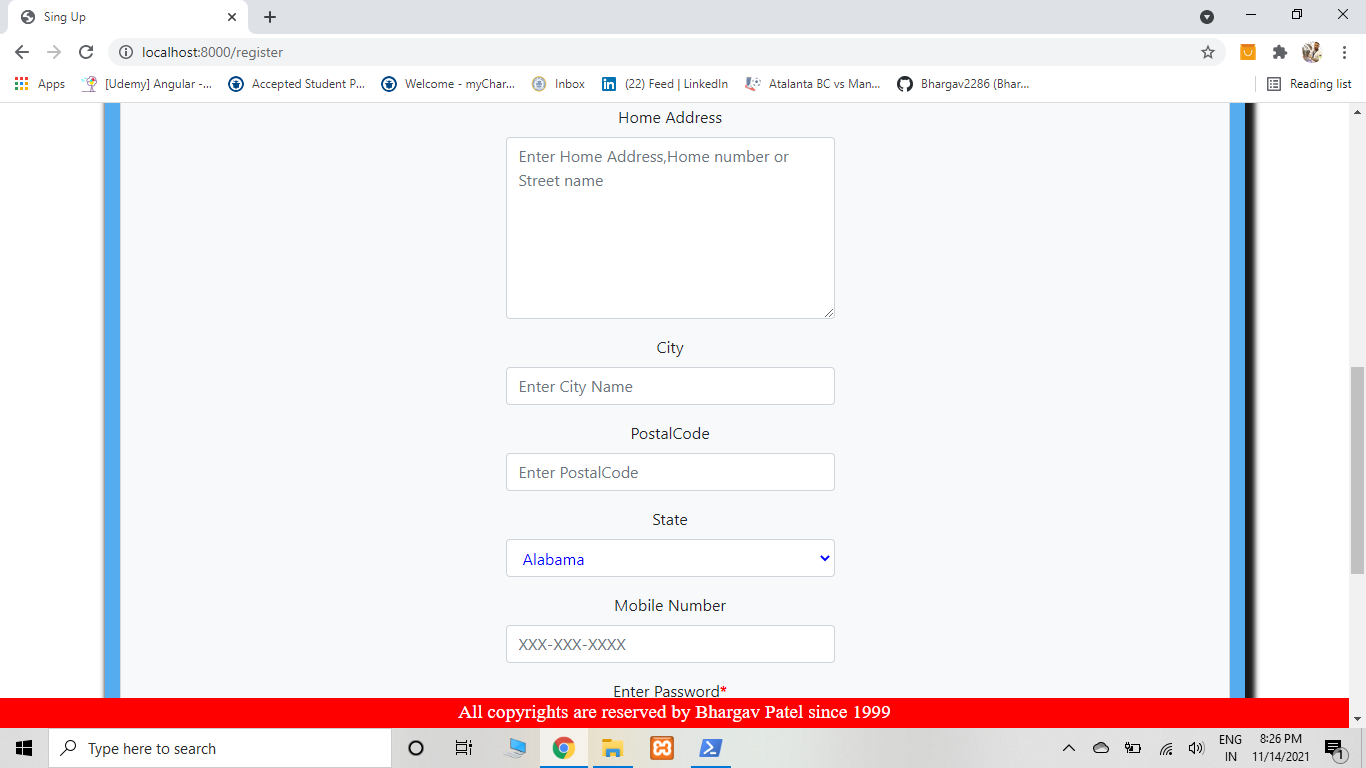 Sing Up
localhost:8000/register
Apps
[Udemy] Angular -...
Accepted Student P...
Welcome - myChar...
Inbox
(22) Feed | LinkedIn
Atalanta BC vs Man...
Bhargav2286 (Bhar...
Reading list
Home Address
Enter Home Address,Home number or
Street name
City
Enter City Name
PostalCode
Enter PostalCode
State
Alabama
Mobile Number
XXX-XXX-XXXX
Enter Password*
All copyrights are reserved by Bhargav Patel since 1999
Type here to search
ENG
IN
8:26 PM
11/14/2021
1